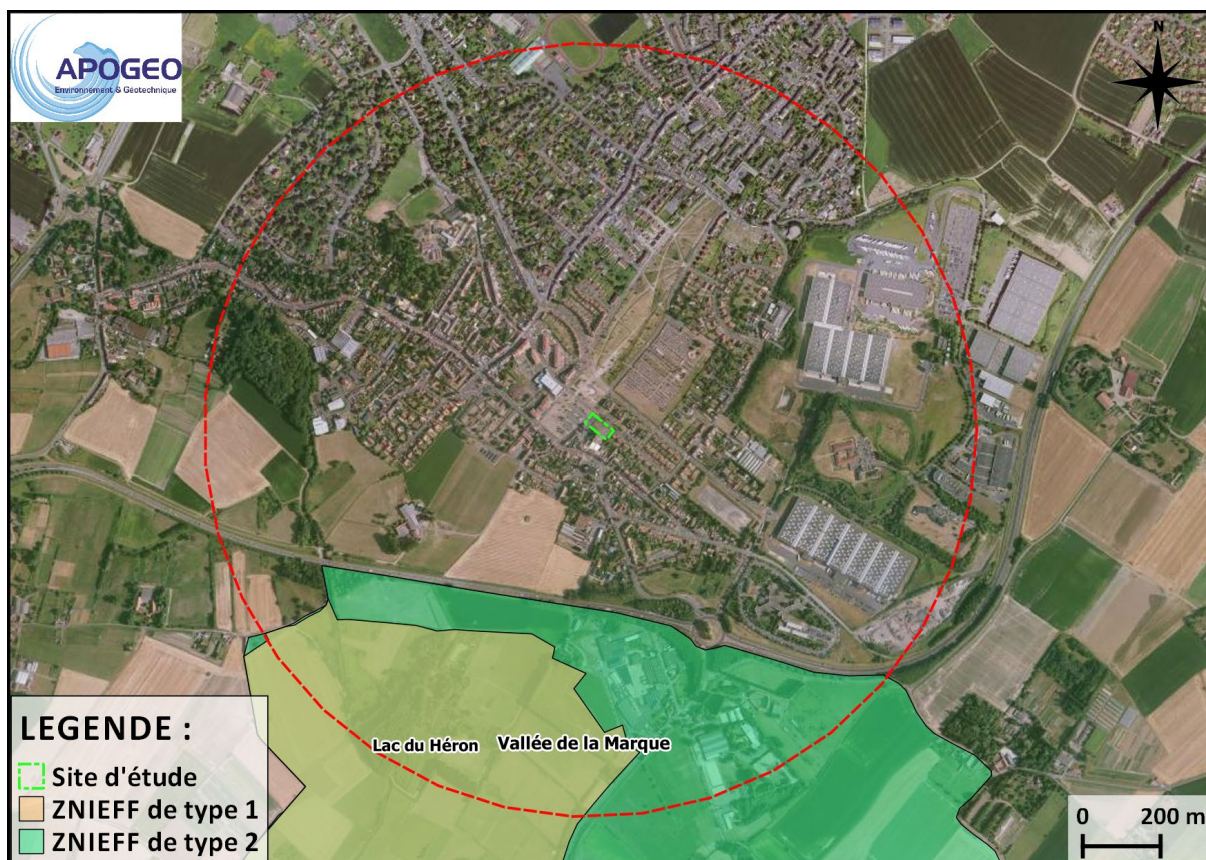 APOGEO
Environnement & Géotechnique
N
Lac du Héron
Vallée de la Marque
LEGENDE :
Site d'étude
ZNIEFF de type 1
ZNIEFF de type 2
0 200 m